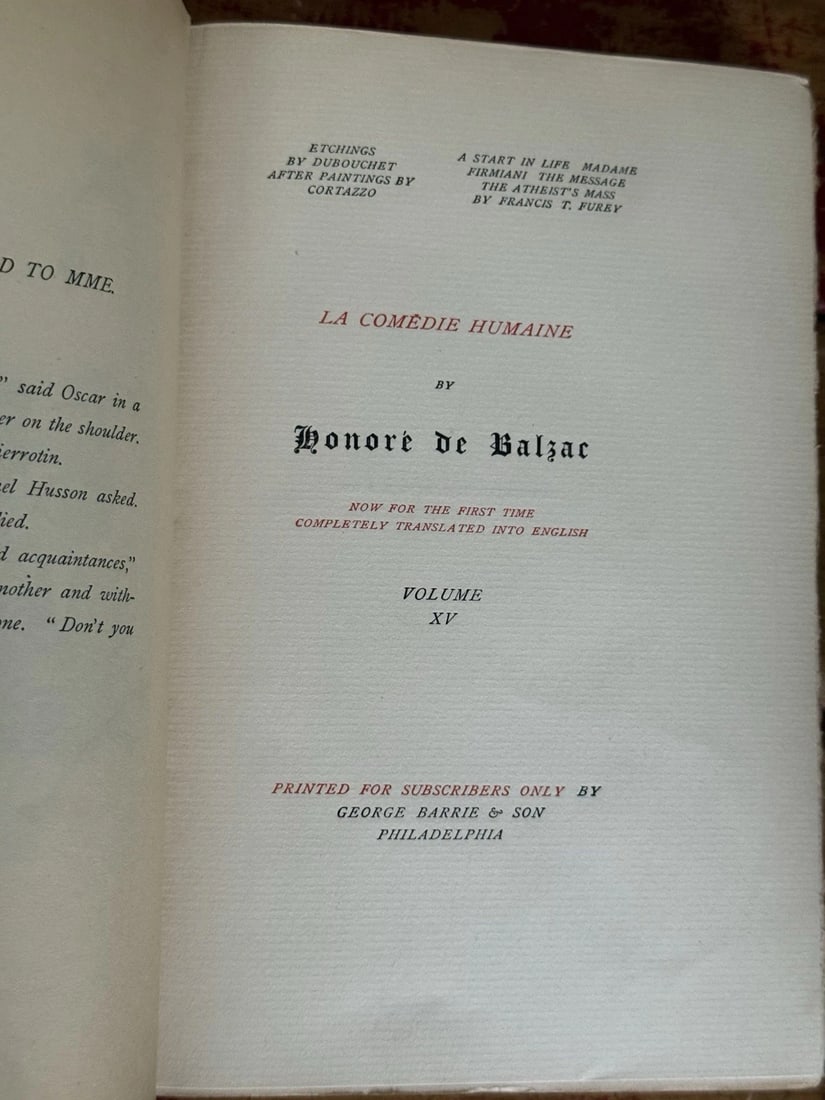 D TO MME.
” said Oscar in a
er on the shoulder.
ierrotin.
el Husson asked.
lied.
d acquaintances,”
mother and with-
ne. “Don't you
ETCHINGS
BY DUBOUCHET
AFTER PAINTINGS BY
CORTAZZO
A START IN LIFE MADAME
FIRMIANI THE MESSAGE
THE ATHEIST'S MASS
BY FRANCIS T. FUREY
LA COMÉDIE HUMAINE
BY
Honoré de Balzac
NOW FOR THE FIRST TIME
COMPLETELY TRANSLATED INTO ENGLISH
VOLUME
XV
PRINTED FOR SUBSCRIBERS ONLY BY
GEORGE BARRIE & SON
PHILADELPHIA